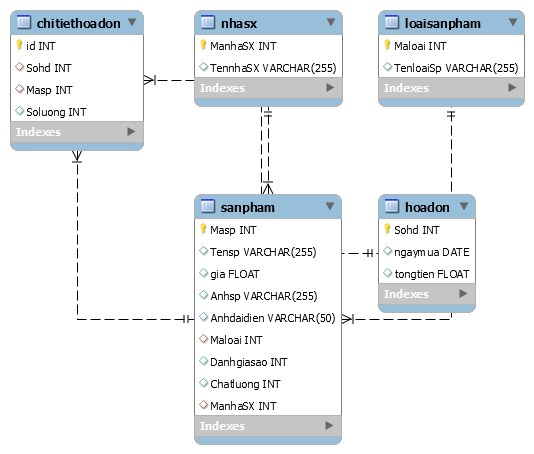 chitiethoadon
id INT
Sohd INT
Masp INT
Soluong INT
Indexes
nhasx
ManhaSX INT
TennhaSX VARCHAR(255)
Indexes
loaisanpham
Maloai INT
TenloaiSp VARCHAR(255)
Indexes
sanpham
Masp INT
Tensp VARCHAR(255)
gia FLOAT
Anhsp VARCHAR(255)
Anhdaidien VARCHAR(50)
Maloai INT
Danhgiasao INT
Chatluong INT
ManhaSX INT
Indexes
hoadon
Sohd INT
ngaymua DATE
tongtien FLOAT
Indexes